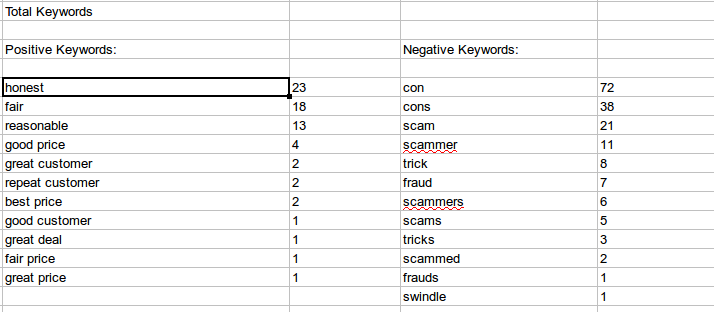 Total Keywords
Positive Keywords: Negative Keywords:
honest 23 con 72
fair 18 cons 38
reasonable 13 scam 21
good price 4 scammer 11
great customer 2 trick 8
repeat customer 2 fraud 7
best price 2 scammers 6
good customer 1 scams 5
great deal 1 tricks 3
fair price 1 scammed 2
great price 1 frauds 1
swindle 1